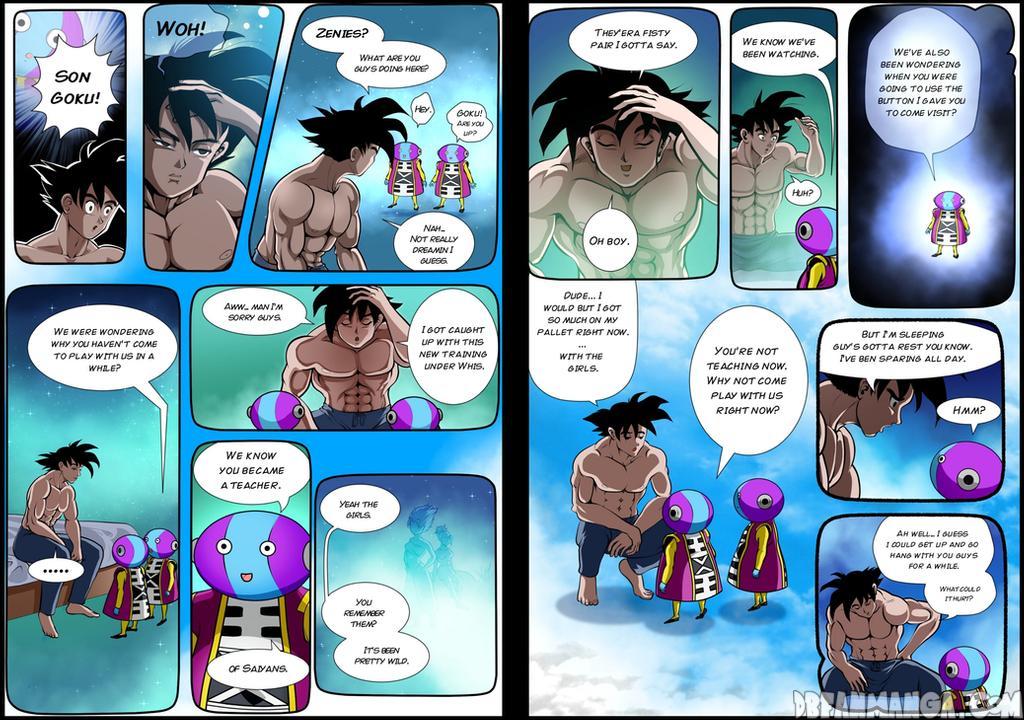 SON
GOKU!
WOH!
ZENIES?
WHAT ARE YOU
GUYS DOING HERE?
HEY.
GOKU!
ARE YOU
UP?
NAH...
NOT REALLY
DREAMIN I
GUESS.
WE WERE WONDERING
WHY YOU HAVEN'T COME
TO PLAY WITH US IN A
WHILE?
.....
AWW... MAN I'M
SORRY GUYS.
I GOT CAUGHT
UP WITH THIS
NEW TRAINING
UNDER WHIS.
WE KNOW
YOU BECAME
A TEACHER.
OF SAIYANS.
YEAH THE
GIRLS.
YOU
REMEMBER
THEM?
IT'S BEEN
PRETTY WILD.
THEY'ERA FISTY
PAIR I GOTTA SAY.
OH BOY.
WE KNOW WE'VE
BEEN WATCHING.
HUH?
WE'VE ALSO
BEEN WONDERING
WHEN YOU WERE
GOING TO USE THE
BUTTON I GAVE YOU
TO COME VISIT?
DUDE... I
WOULD BUT I GOT
SO MUCH ON MY
PALLET RIGHT NOW.
...
WITH THE
GIRLS.
YOU'RE NOT
TEACHING NOW.
WHY NOT COME
PLAY WITH US
RIGHT NOW?
BUT I'M SLEEPING
GUY'S GOTTA REST YOU KNOW.
I'VE BEN SPARING ALL DAY.
HMM?
AH WELL... I GUESS
I COULD GET UP AND GO
HANG WITH YOU GUYS
FOR A WHILE.
WHAT COULD
IT HURT?
DREAMMANGA.COM